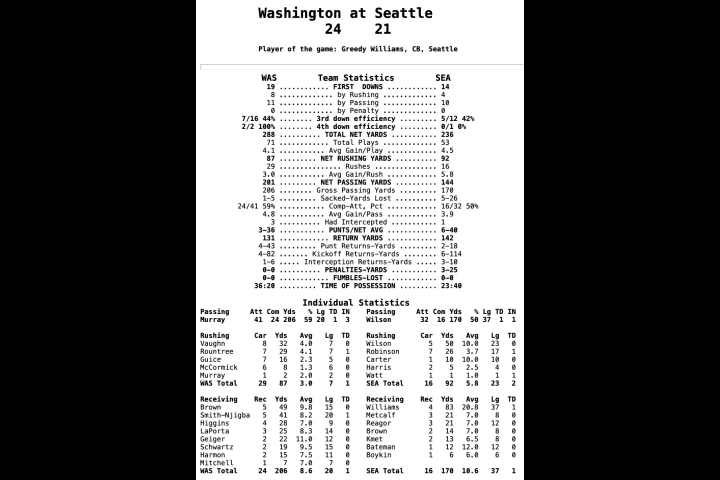 Washington at Seattle
24 21
Player of the game: Greedy Williams, CB, Seattle
WAS Team Statistics SEA
19 ............ FIRST DOWNS ............ 14
8 ............ by Rushing ............ 4
11 ............ by Passing ............ 10
0 ............ by Penalty ............ 0
7/16 44% ........ 3rd down efficiency ........ 5/12 42%
2/2 100% ........ 4th down efficiency ........ 0/1 0%
288 .......... TOTAL NET YARDS .......... 236
71 ............ Total Plays ............ 53
4.1 ........... Avg Gain/Play ........... 4.5
87 ......... NET RUSHING YARDS ......... 92
29 .............. Rushes .............. 16
3.0 ........... Avg Gain/Rush ........... 5.8
201 ......... NET PASSING YARDS ......... 144
206 ........ Gross Passing Yards ........ 170
1-5 ......... Sacked-Yards Lost ......... 5-26
24/41 59% ........... Comp-Att, Pct ........... 16/32 50%
4.8 ........... Avg Gain/Pass ........... 3.9
3 .......... Had Intercepted .......... 1
3-36 ........... PUNTS/NET AVG ........... 6-40
131 ........... RETURN YARDS ........... 142
4-43 ........ Punt Returns-Yards ........ 2-18
4-82 ....... Kickoff Returns-Yards ....... 6-114
1-6 ..... Interception Returns-Yards ..... 3-10
0-0 .......... PENALTIES-YARDS .......... 3-25
0-0 ........... FUMBLES-LOST ........... 0-0
36:20 ........ TIME OF POSSESSION ........ 23:40
Individual Statistics
Passing Att Com Yds % Lg TD IN Passing Att Com Yds % Lg TD IN
Murray 41 24 206 59 20 1 3 Wilson 32 16 170 50 37 1 1
Rushing Car Yds Avg Lg TD Rushing Car Yds Avg Lg TD
Vaughn 8 32 4.0 7 0 Wilson 5 50 10.0 23 0
Rountree 7 29 4.1 7 1 Robinson 7 26 3.7 17 1
Guice 7 16 2.3 5 0 Carter 1 10 10.0 10 0
McCormick 6 8 1.3 6 0 Harris 2 5 2.5 4 0
Murray 1 2 2.0 2 0 Watt 1 1 1.0 1 1
WAS Total 29 87 3.0 7 1 SEA Total 16 92 5.8 23 2
Receiving Rec Yds Avg Lg TD Receiving Rec Yds Avg Lg TD
Brown 5 49 9.8 15 0 Williams 4 83 20.8 37 1
Smith-Njigba 5 41 8.2 20 1 Metcalf 3 21 7.0 8 0
Higgins 4 28 7.0 9 0 Reagor 3 21 7.0 12 0
LaPorta 3 25 8.3 14 0 Brown 2 14 7.0 8 0
Geiger 2 22 11.0 12 0 Kmet 2 13 6.5 8 0
Schwartz 2 19 9.5 15 0 Bateman 1 12 12.0 12 0
Harmon 2 15 7.5 11 0 Boykin 1 6 6.0 6 0
Mitchell 1 7 7.0 7 0
WAS Total 24 206 8.6 20 1 SEA Total 16 170 10.6 37 1